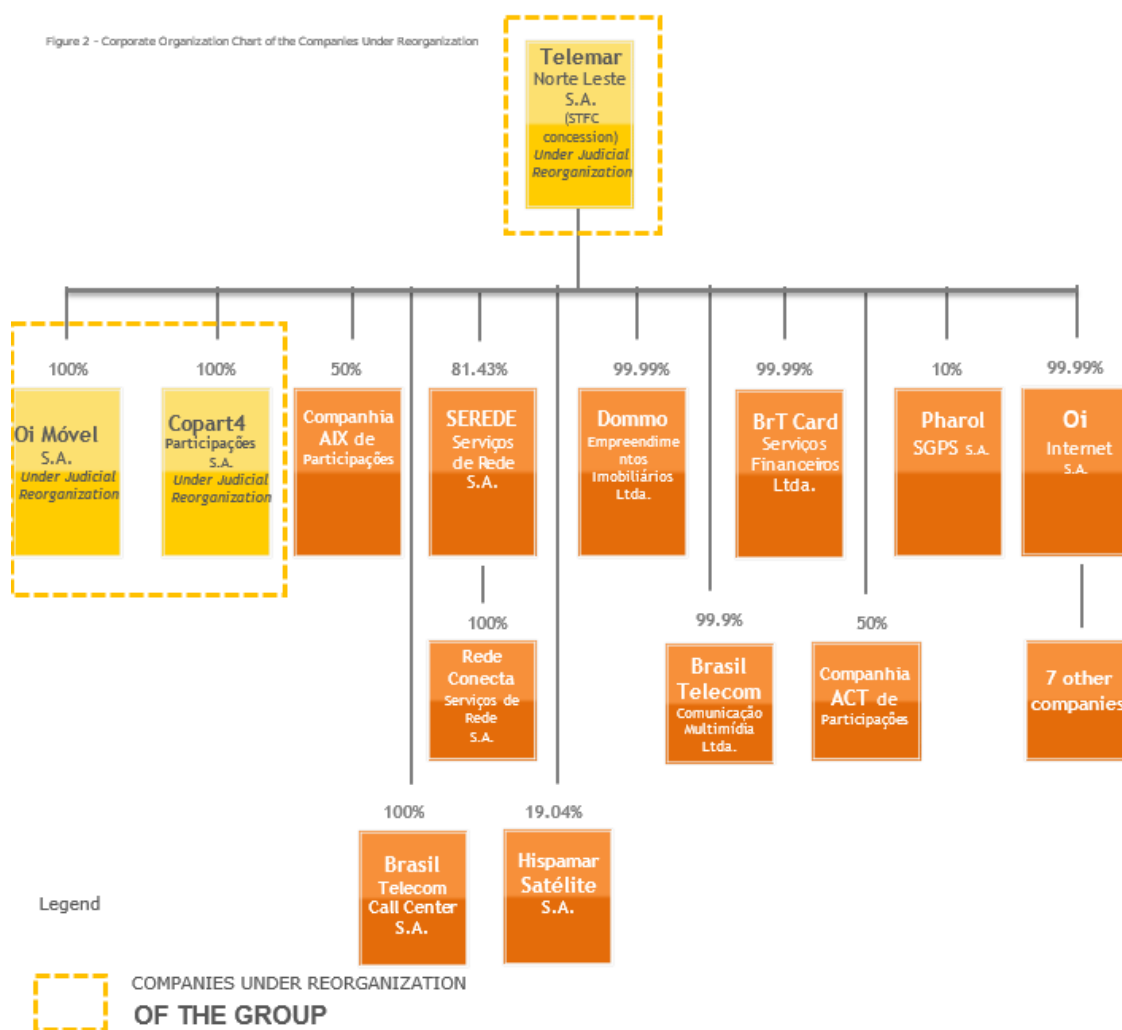 Figure 2 - Corporate Organization Chart of the Companies Under Reorganization
Telemar
Norte Leste
S.A.
(STFC
concession)
Under Judicial
Reorganization
100%
100%
50%
81.43%
99.99%
99.99%
10%
99.99%
Oi Móvel
S.A.
Under Judicial
Reorganization
Copart4
Participações
S.A.
Under Judicial
Reorganization
Companhia
AIX de
Participações
SEREDE
Serviços
de Rede
S.A.
Dommo
Empreendime
ntos
Imobiliários
Ltda.
BrT Card
Serviços
Financeiros
Ltda.
Pharol
SGPS S.A.
Oi
Internet
S.A.
100%
99.9%
50%
Rede
Conecta
Serviços de
Rede
S.A.
Brasil
Telecom
Comunicação
Multimídia
Ltda.
Companhia
ACT de
Participações
7 other
companies
100%
19.04%
Brasil
Telecom
Call Center
S.A.
Hispamar
Satélite
S.A.
Legend
COMPANIES UNDER REORGANIZATION
OF THE GROUP